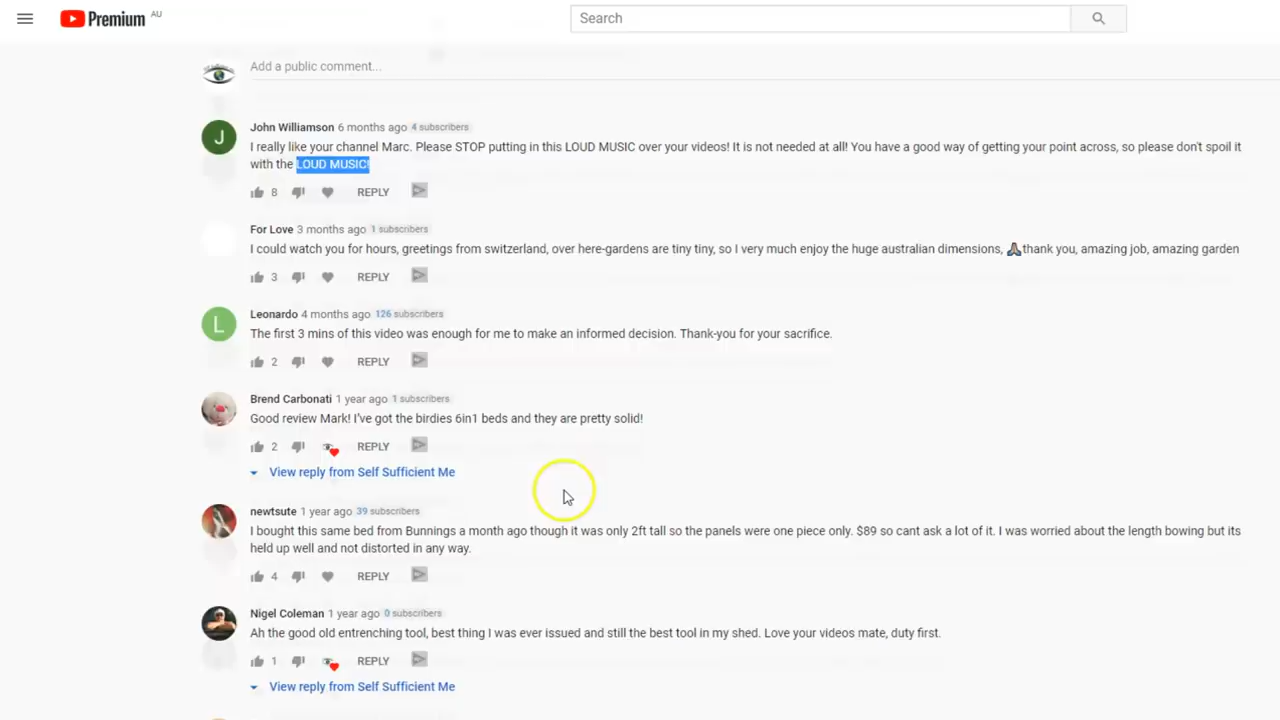 Premium AU
Search
Add a public comment...
John Williamson 6 months ago 4 subscribers
I really like your channel Marc. Please STOP putting in this LOUD MUSIC over your videos! It is not needed at all! You have a good way of getting your point across, so please don't spoil it
with the LOUD MUSIC!
8 REPLY
For Love 3 months ago 1 subscribers
I could watch you for hours, greetings from switzerland, over here-gardens are tiny tiny, so I very much enjoy the huge australian dimensions, 🙏thank you, amazing job, amazing garden
3 REPLY
L
Leonardo 4 months ago 126 subscribers
The first 3 mins of this video was enough for me to make an informed decision. Thank-you for your sacrifice.
2 REPLY
Brend Carbonati 1 year ago 1 subscribers
Good review Mark! I've got the birdies 6in1 beds and they are pretty solid!
2 REPLY
View reply from Self Sufficient Me
newtsute 1 year ago 39 subscribers
I bought this same bed from Bunnings a month ago though it was only 2ft tall so the panels were one piece only. $89 so cant ask a lot of it. I was worried about the length bowing but its
held up well and not distorted in any way.
4 REPLY
Nigel Coleman 1 year ago 0 subscribers
Ah the good old entrenching tool, best thing I was ever issued and still the best tool in my shed. Love your videos mate, duty first.
1 REPLY
View reply from Self Sufficient Me